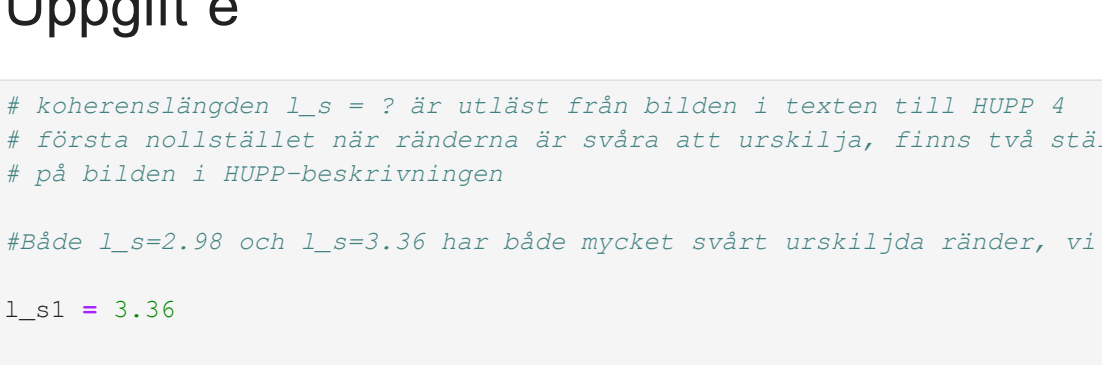 Uppgift e
# koherenslängden l_s = ? är utläst från bilden i texten till HUPP 4
# första nollstället när ränderna är svåra att urskilja, finns två
# på bilden i HUPP-beskrivningen
#Både l_s=2.98 och l_s=3.36 har både mycket svårt urskiljda ränder, vi
l_s1 = 3.36